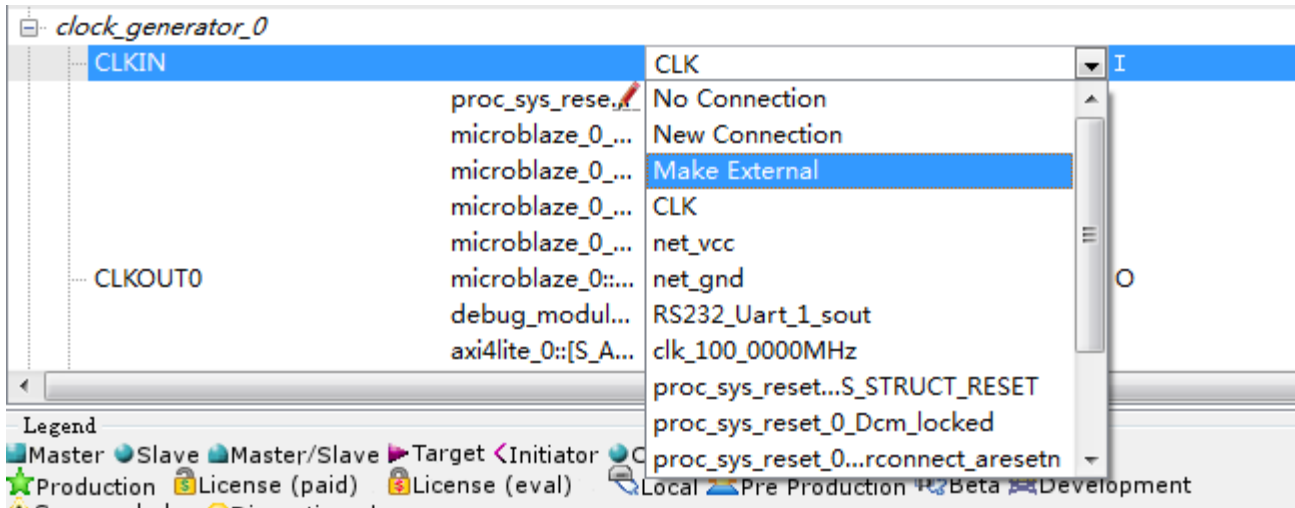 clock_generator_0
CLKIN CLK I
proc_sys_rese... No Connection
microblaze_0_... New Connection
microblaze_0_... Make External
microblaze_0_... CLK
microblaze_0_... net_vcc
CLKOUT0 microblaze_0::... net_gnd O
debug_modul... RS232_Uart_1_sout
axi4lite_0::[S_A... clk_100_0000MHz
proc_sys_reset...S_STRUCT_RESET
proc_sys_reset_0_Dcm_locked
proc_sys_reset_0...rconnect_aresetn
Legend
Master Slave Master/Slave Target Initiator
Production License (paid) License (eval) Local Pre Production Beta Development